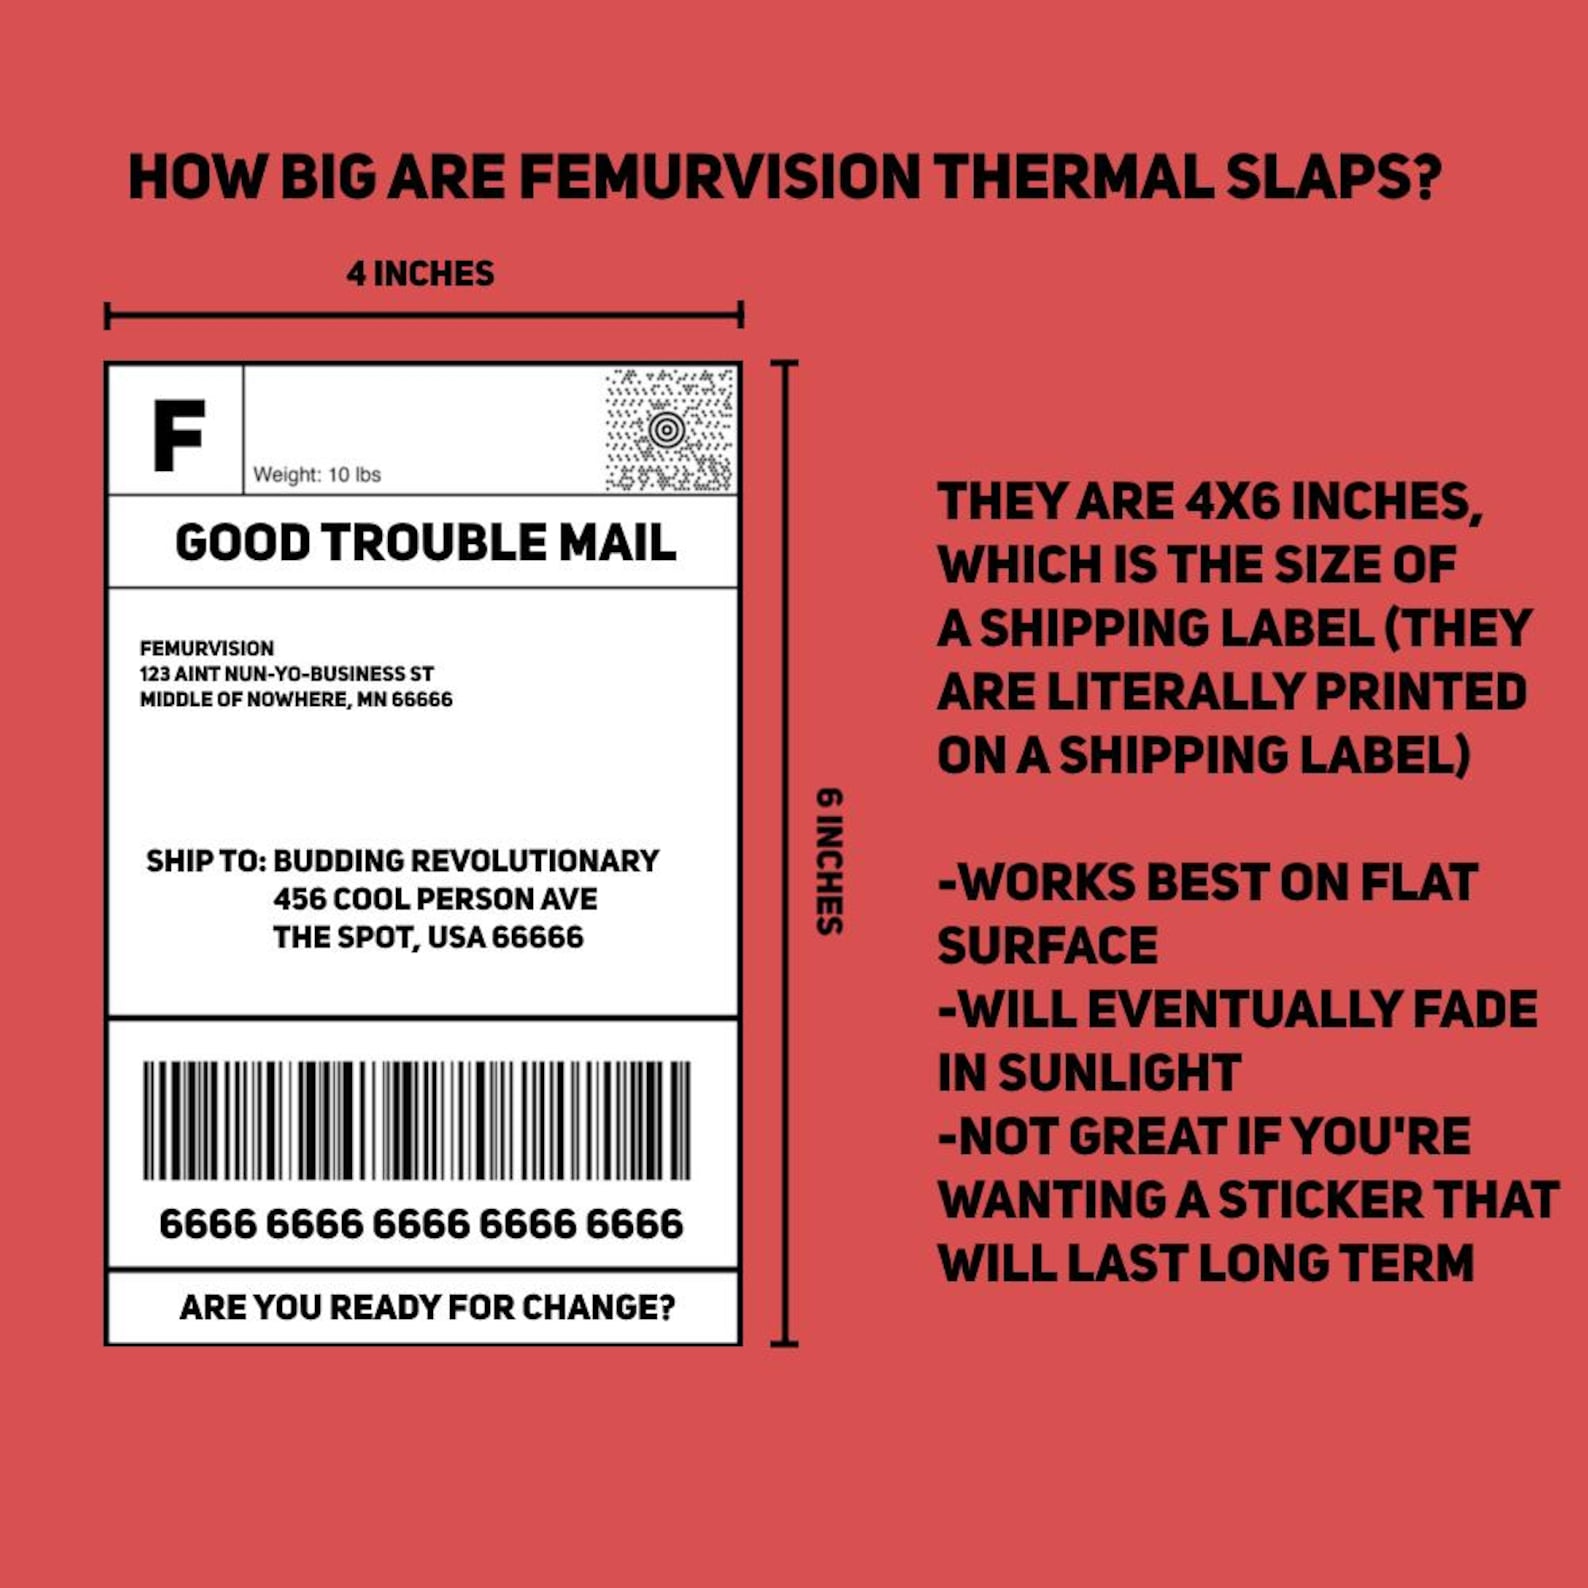 HOW BIG ARE FEMURVISION THERMAL SLAPS?
4 INCHES
F
Weight: 10 lbs
GOOD TROUBLE MAIL
FEMURVISION
123 AINT NUN-YO-BUSINESS ST
MIDDLE OF NOWHERE, MN 66666
SHIP TO: BUDDING REVOLUTIONARY
456 COOL PERSON AVE
THE SPOT, USA 66666
6666 6666 6666 6666 6666
ARE YOU READY FOR CHANGE?
6 INCHES
THEY ARE 4X6 INCHES,
WHICH IS THE SIZE OF
A SHIPPING LABEL (THEY
ARE LITERALLY PRINTED
ON A SHIPPING LABEL)
-WORKS BEST ON FLAT
SURFACE
-WILL EVENTUALLY FADE
IN SUNLIGHT
-NOT GREAT IF YOU'RE
WANTING A STICKER THAT
WILL LAST LONG TERM